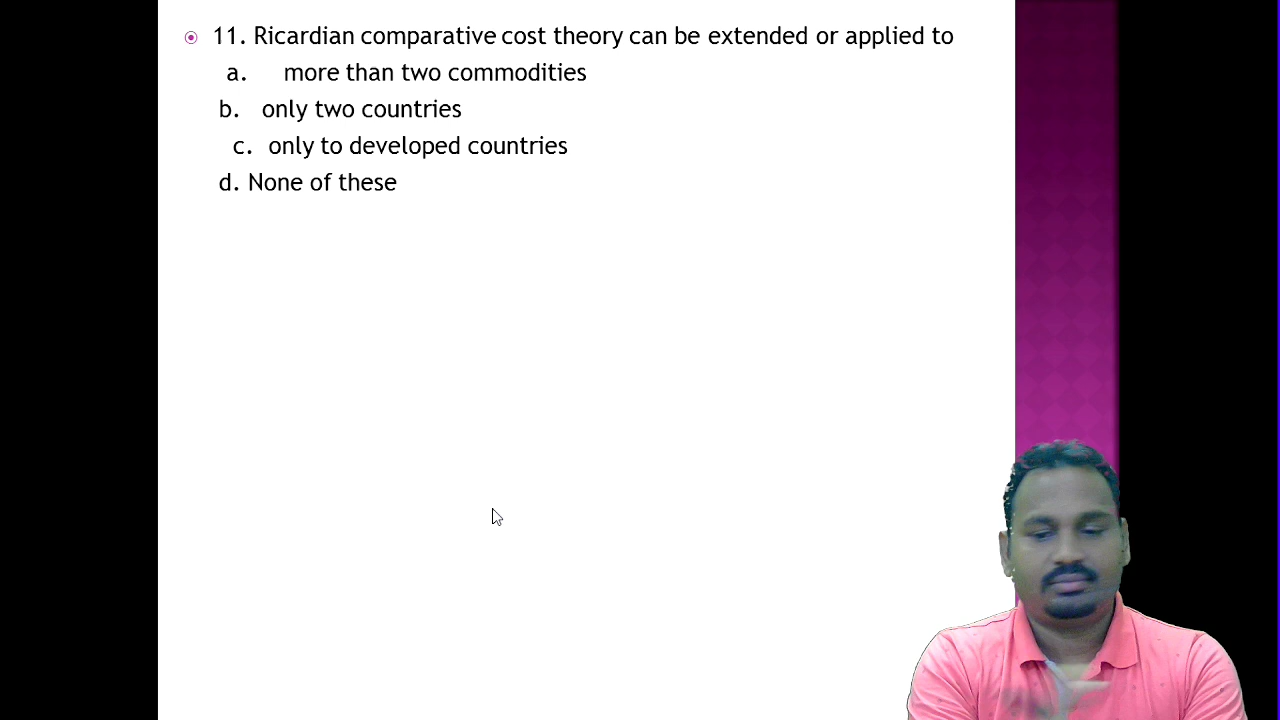 11. Ricardian comparative cost theory can be extended or applied to
a. more than two commodities
b. only two countries
c. only to developed countries
d. None of these